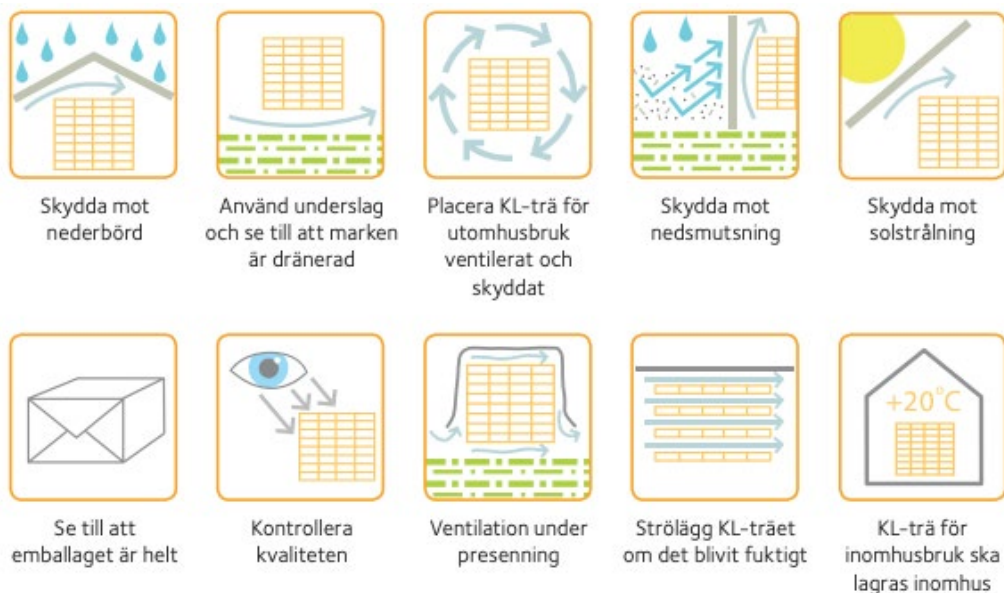 Skydda mot
nederbörd
Använd underslag
och se till att marken
är dränerad
Placera KL-trä för
utomhusbruk
ventilerat och
skyddat
Skydda mot
nedsmutsning
Skydda mot
solstrålning
+20°C
Se till att
emballaget är helt
Kontrollera
kvaliteten
Ventilation under
presenning
Strölägg KL-träet
om det blivit fuktigt
KL-trä för
inomhusbruk ska
lagras inomhus